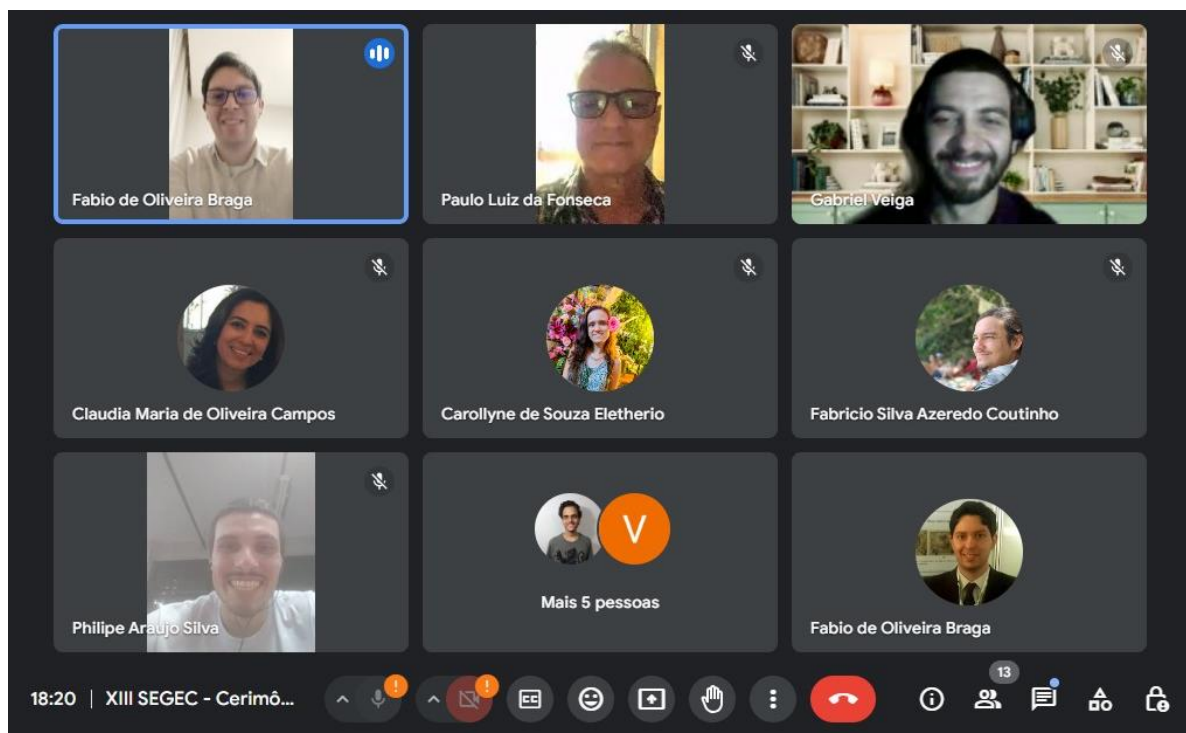 Fabio de Oliveira Braga
Paulo Luiz da Fonseca
Gabriel Veiga
Claudia Maria de Oliveira Campos
Carollyne de Souza Eletherio
Fabricio Silva Azeredo Coutinho
Philipe Araujo Silva
V
Mais 5 pessoas
Fabio de Oliveira Braga
18:20 | XIII SEGEC - Cerimô...
!
!
CC
13